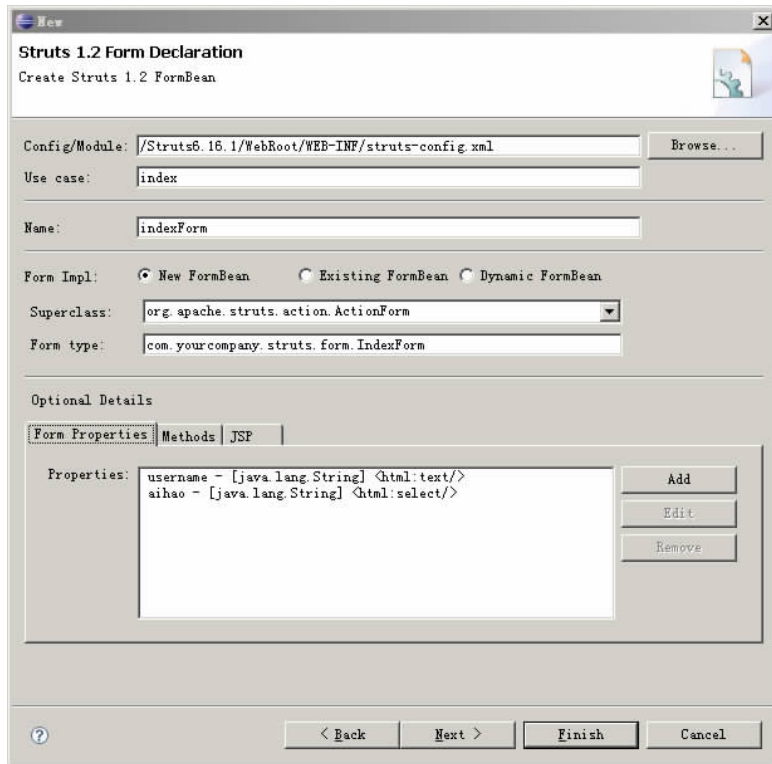 New
Struts 1.2 Form Declaration
Create Struts 1.2 FormBean
Config/Module: /Struts6.16.1/WebRoot/WEB-INF/struts-config.xml Browse...
Use case: index
Name: indexForm
Form Impl: New FormBean Existing FormBean Dynamic FormBean
Superclass: org.apache.struts.action.ActionForm
Form type: com.yourcompany.struts.form.IndexForm
Optional Details
Form Properties Methods JSP
Properties: username - [java.lang.String] <html:text/> Add
aihao - [java.lang.String] <html:select/>
Edit
Remove
? < Back Next > Finish Cancel